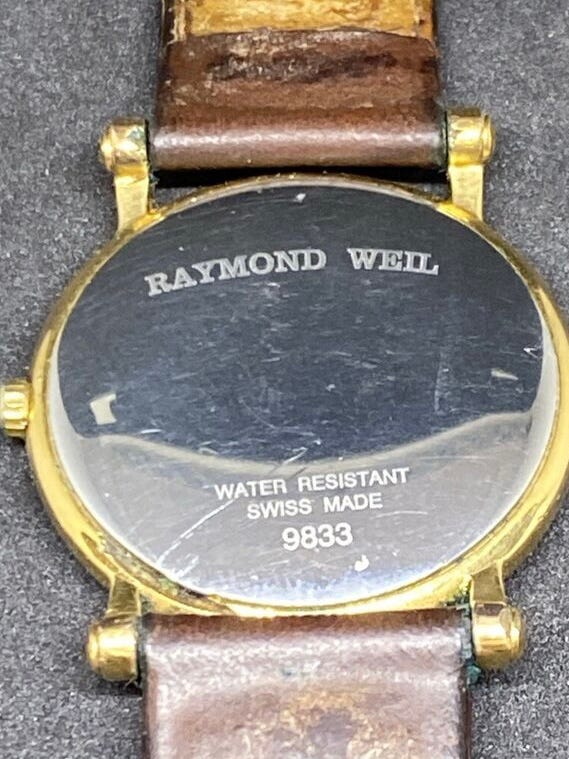 RAYMOND WEIL
WATER RESISTANT
SWISS MADE
9833